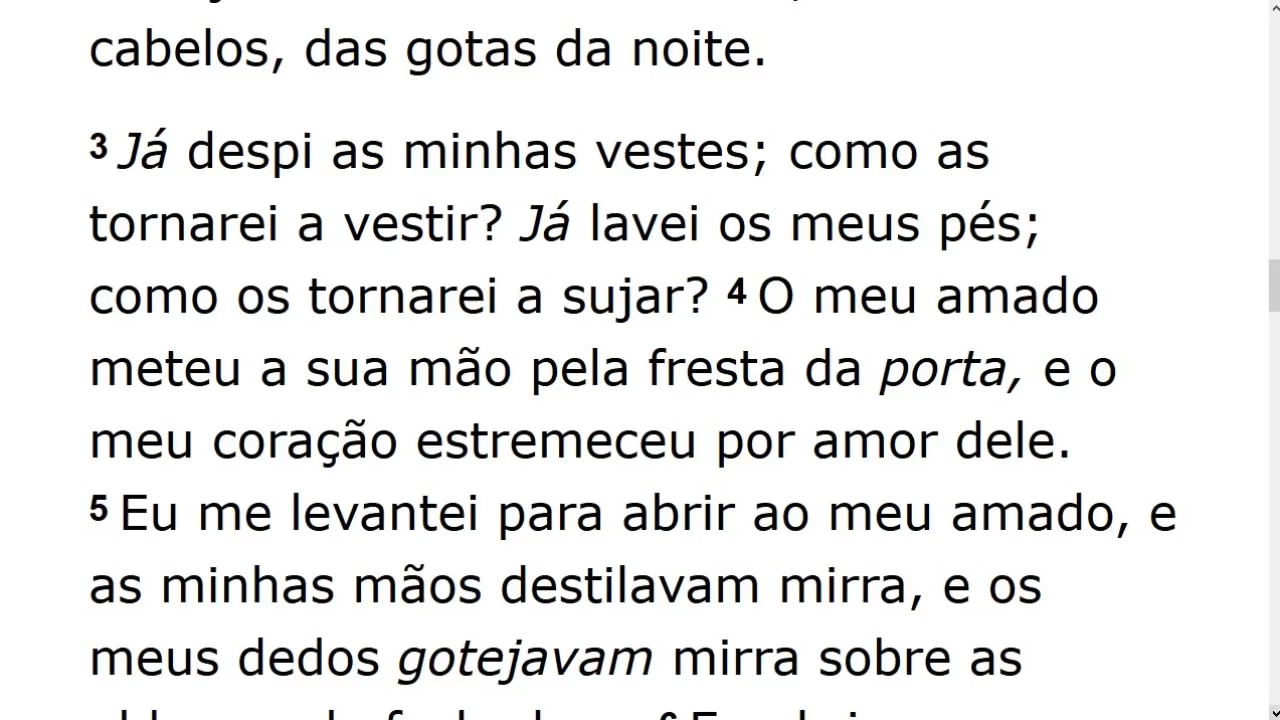 cabelos, das gotas da noite.
3 Já despi as minhas vestes; como as
tornarei a vestir? Já lavei os meus pés;
como os tornarei a sujar? 4 O meu amado
meteu a sua mão pela fresta da porta, e o
meu coração estremeceu por amor dele.
5 Eu me levantei para abrir ao meu amado, e
as minhas mãos destilavam mirra, e os
meus dedos gotejavam mirra sobre as